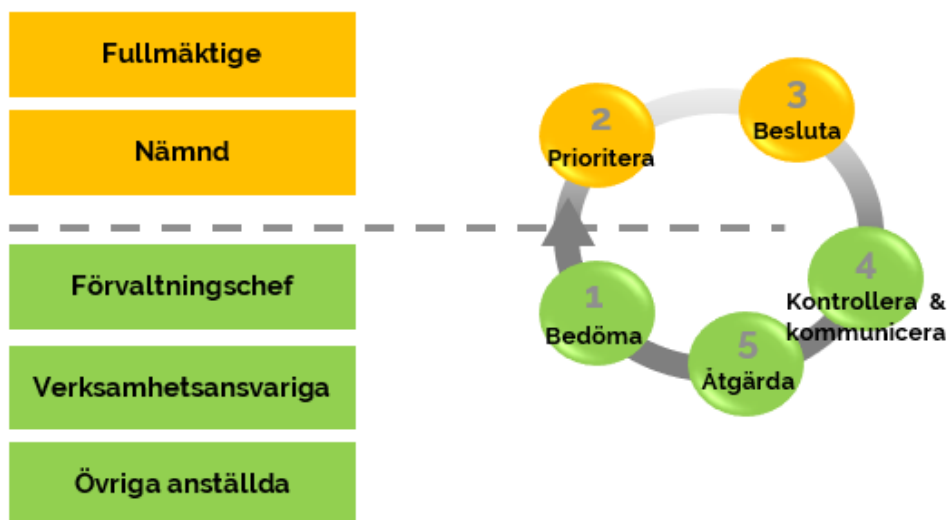 Fullmäktige
Nämnd
Förvaltningschef
Verksamhetsansvariga
Övriga anställda
1
Bedöma
2
Prioritera
3
Besluta
4
Kontrollera &
kommunicera
5
Åtgärda